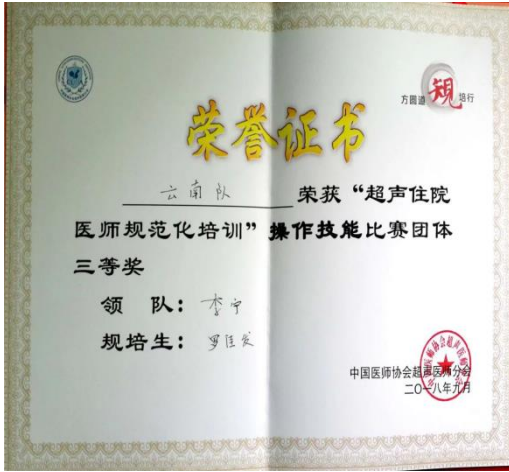 方圆道 规 培行
荣誉证书
云南队 荣获“超声住院
医师规范化培训”操作技能比赛团体
三等奖
领 队：李宁
规培生：罗佳发
中国医师协会超声医师分会
二〇一八年九月